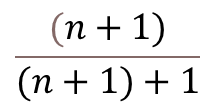 (n + 1)
(n + 1) + 1